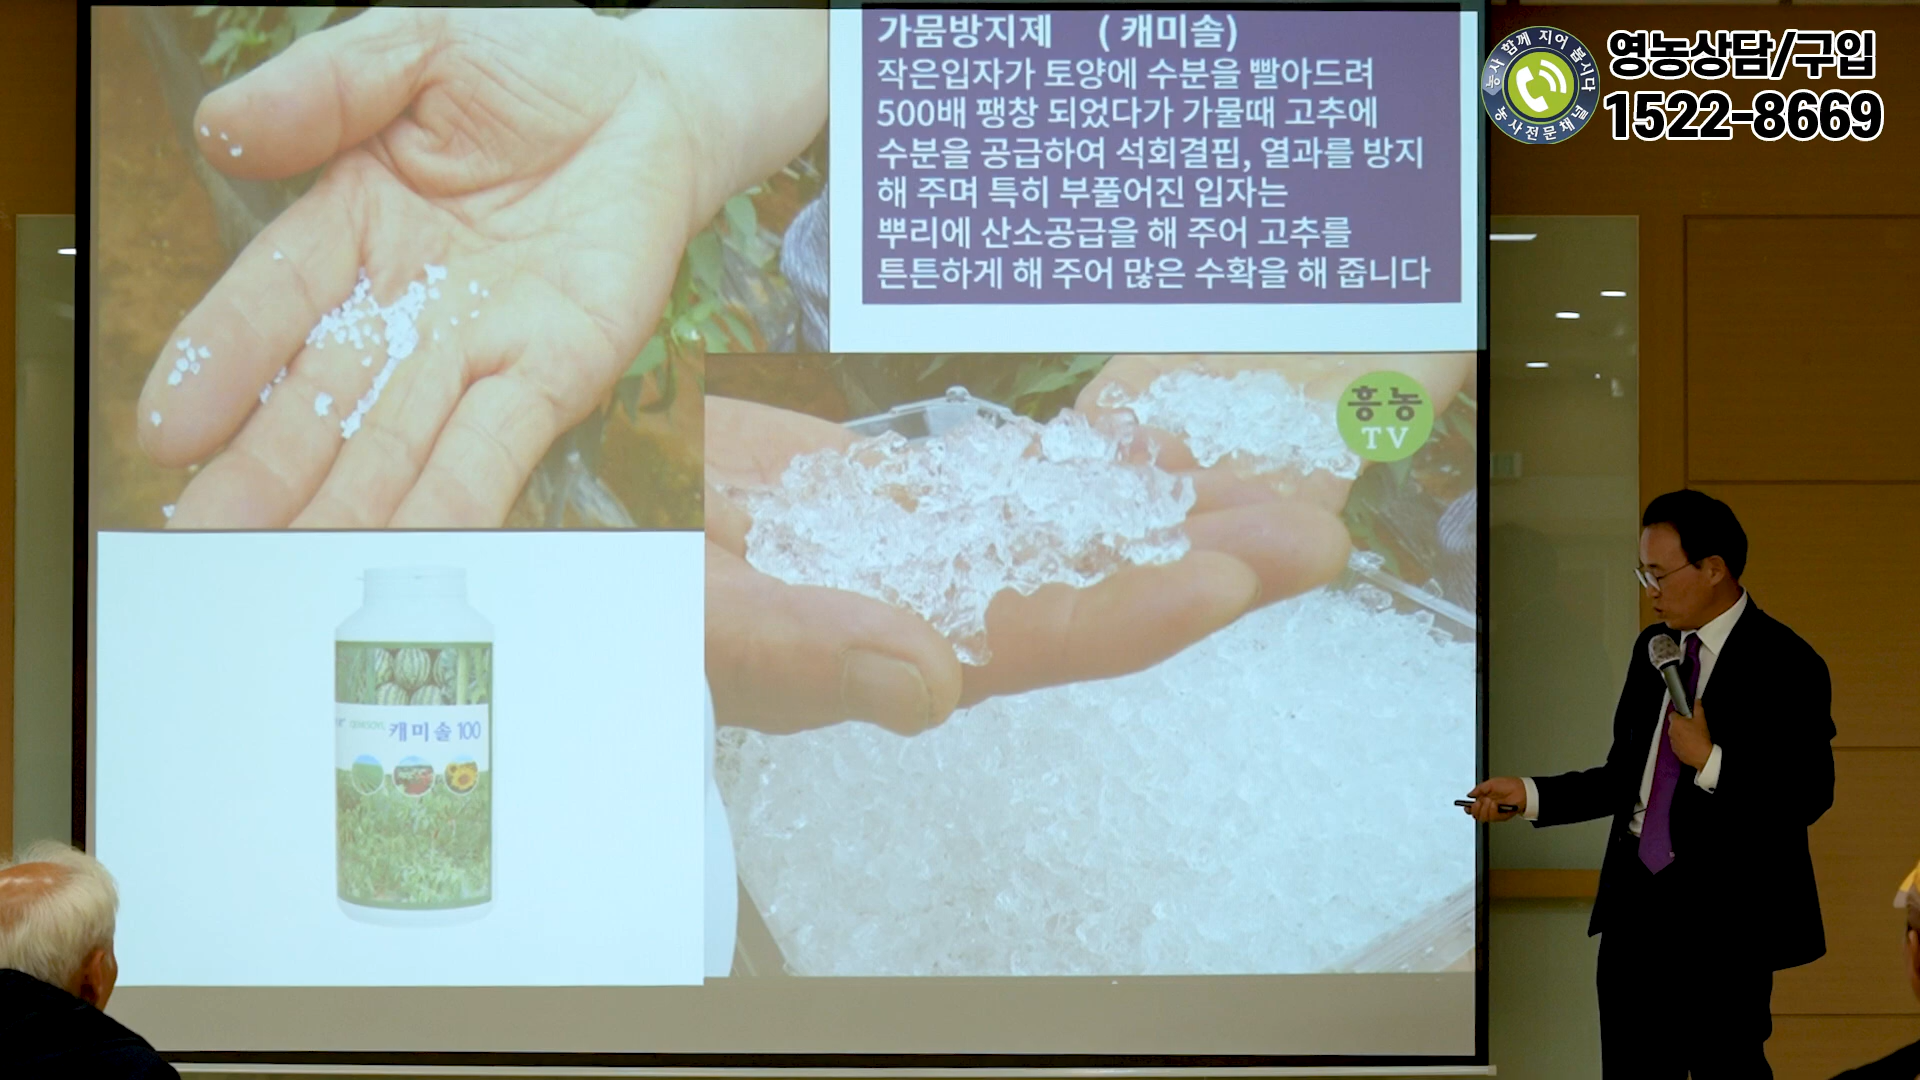 가뭄방지제 ( 캐미솔)
작은입자가 토양에 수분을 빨아드려
500배 팽창 되었다가 가물때 고추에
수분을 공급하여 석회결핍, 열과를 방지
해 주며 특히 부풀어진 입자는
뿌리에 산소공급을 해 주어 고추를
튼튼하게 해 주어 많은 수확을 해 줍니다
농사 함께 지어 봅시다
농사전문채널
영농상담/구입
1522-8669
흥농
TV
캐미솔 100